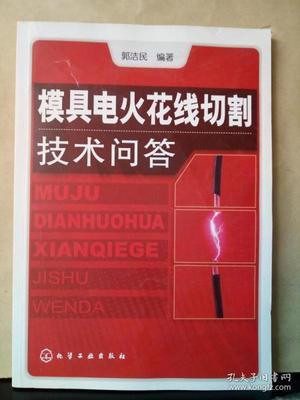 郭洁民 编著
模具电火花线切割
技术问答
MUJU
DIANHUOHUA
XIANQIEGE
JISHU
WENDA
化学工业出版社
孔夫子旧书网